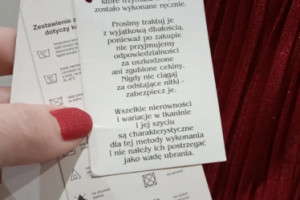 zostało wykonane ręcznie.
Prosimy traktuj je
z wyjątkową dbałością,
ponieważ po zakupie
nie przyjmujemy
odpowiedzialności
za uszkodzone
ani zgubione cekiny.
Nigdy nie ciągaj
za odstające nitki -
zabezpiecz je.
Wszelkie nierówności
i wariacje w tkaninie
i jej szyciu
są charakterystyczne
dla tej metody wykonania
i nie należy ich postrzegać
jako wadę ubrania.
Zestawienie
dotyczy